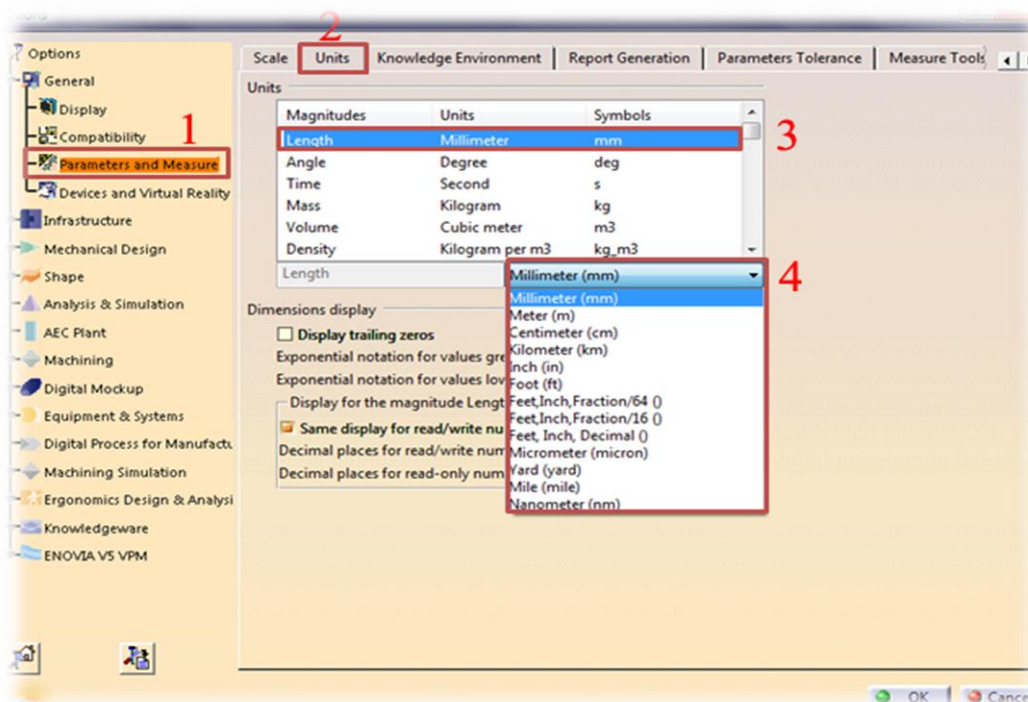 2
Options
General
Display
Compatibility
1
Parameters and Measure
Devices and Virtual Reality
Infrastructure
Mechanical Design
Shape
Analysis & Simulation
AEC Plant
Machining
Digital Mockup
Equipment & Systems
Digital Process for Manufactu
Machining Simulation
Ergonomics Design & Analysi
Knowledgeware
ENOVIA V5 VPM
Scale Units Knowledge Environment Report Generation Parameters Tolerance Measure Tools
Units
Magnitudes Units Symbols
Length Millimeter mm
3
Angle Degree deg
Time Second s
Mass Kilogram kg
Volume Cubic meter m3
Density Kilogram per m3 kg_m3
Length Millimeter (mm)
4
Millimeter (mm)
Meter (m)
Centimeter (cm)
Kilometer (km)
Inch (in)
Foot (ft)
Feet,Inch,Fraction/64 ()
Feet,Inch,Fraction/16 ()
Feet, Inch, Decimal ()
Micrometer (micron)
Yard (yard)
Mile (mile)
Nanometer (nm)
Dimensions display
Display trailing zeros
Exponential notation for values gre
Exponential notation for values low
Display for the magnitude Lengt
Same display for read/write nu
Decimal places for read/write num
Decimal places for read-only num
OK Cance